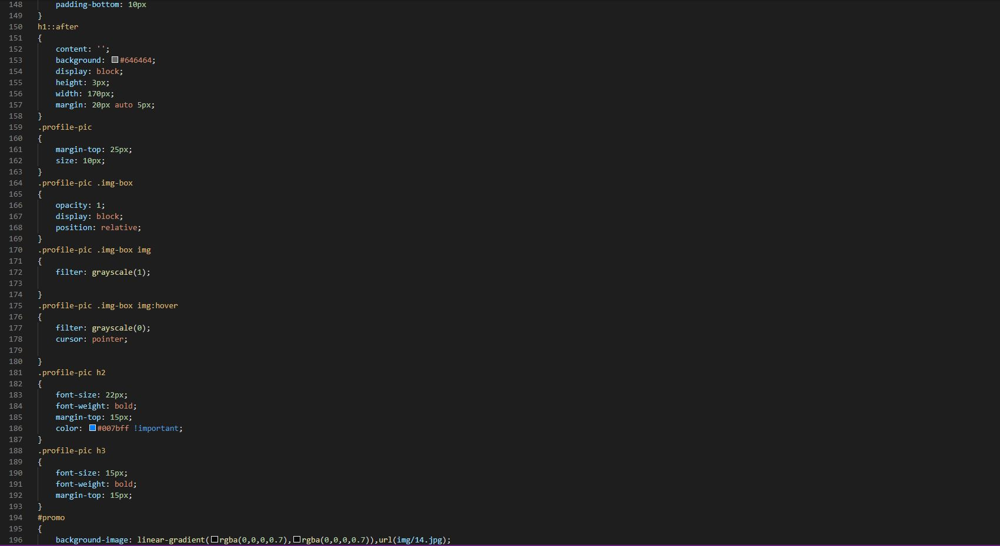 148 padding-bottom: 10px
149 }
150 h1::after
151 {
152 content: '';
153 background: #646464;
154 display: block;
155 height: 3px;
156 width: 170px;
157 margin: 20px auto 5px;
158 }
159 .profile-pic
160 {
161 margin-top: 25px;
162 size: 10px;
163 }
164 .profile-pic .img-box
165 {
166 opacity: 1;
167 display: block;
168 position: relative;
169 }
170 .profile-pic .img-box img
171 {
172 filter: grayscale(1);
173
174 }
175 .profile-pic .img-box img:hover
176 {
177 filter: grayscale(0);
178 cursor: pointer;
179
180 }
181 .profile-pic h2
182 {
183 font-size: 22px;
184 font-weight: bold;
185 margin-top: 15px;
186 color: #007bff !important;
187 }
188 .profile-pic h3
189 {
190 font-size: 15px;
191 font-weight: bold;
192 margin-top: 15px;
193 }
194 #promo
195 {
196 background-image: linear-gradient(rgba(0,0,0,0.7),rgba(0,0,0,0.7)),url(img/14.jpg);